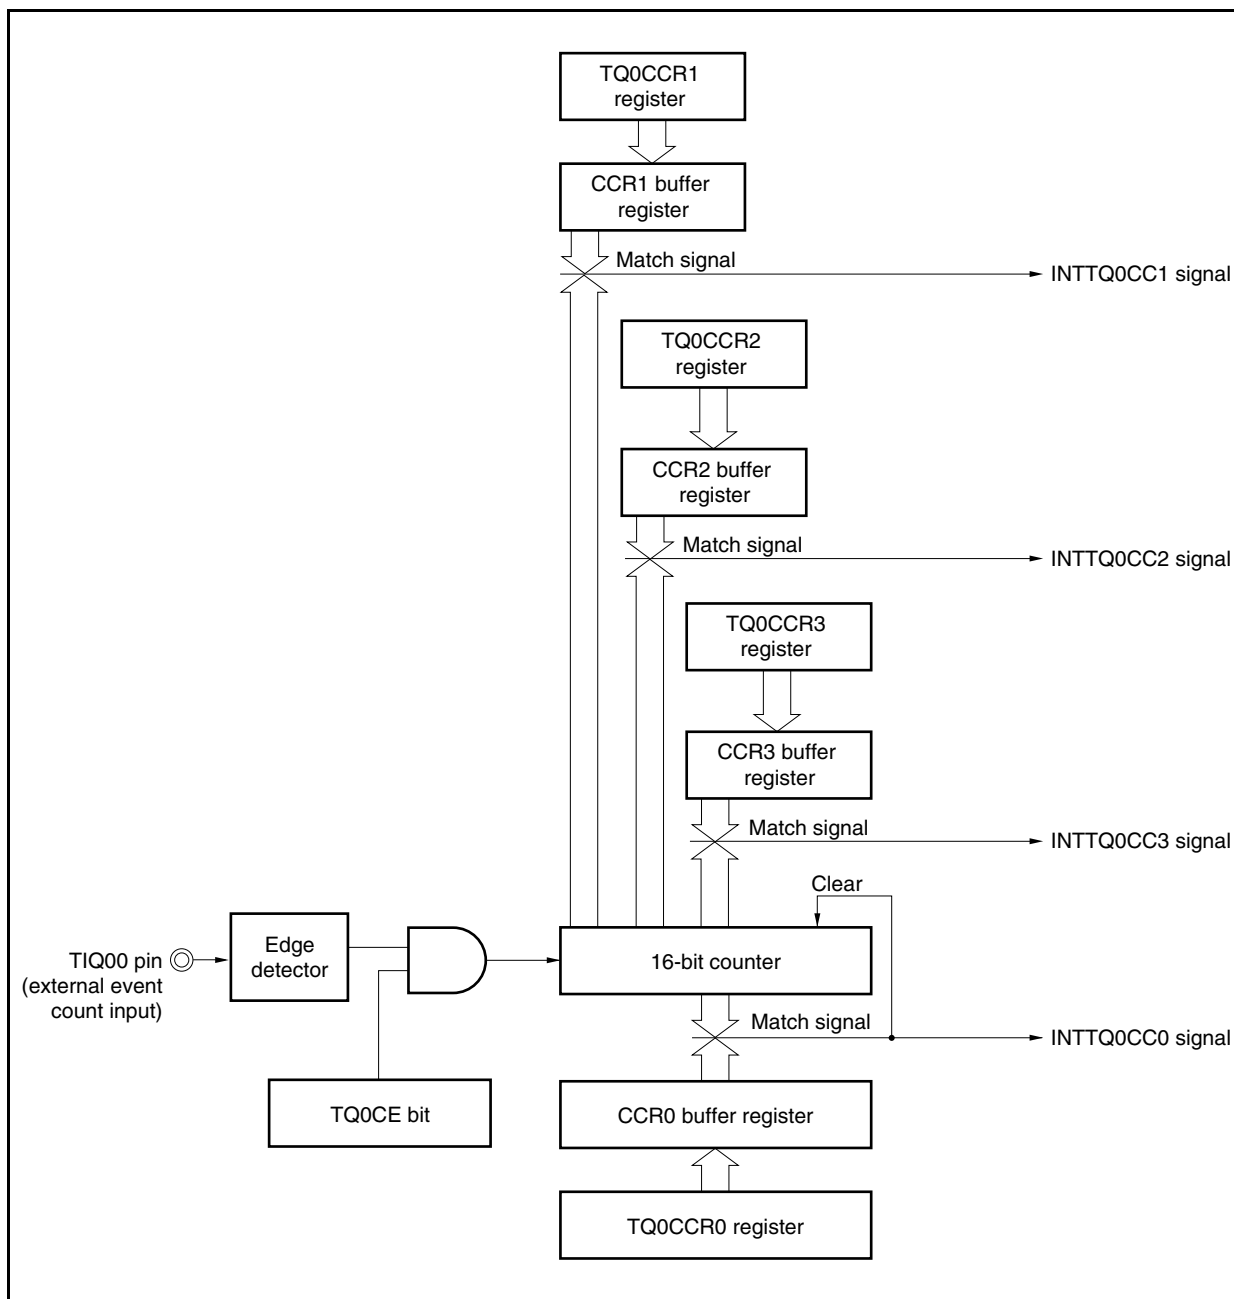 TQ0CCR1
register
CCR1 buffer
register
Match signal
INTTQ0CC1 signal
TQ0CCR2
register
CCR2 buffer
register
Match signal
INTTQ0CC2 signal
TQ0CCR3
register
CCR3 buffer
register
Match signal
INTTQ0CC3 signal
Clear
TIQ00 pin
(external event
count input)
Edge
detector
16-bit counter
Match signal
INTTQ0CC0 signal
TQ0CE bit
CCR0 buffer register
TQ0CCR0 register